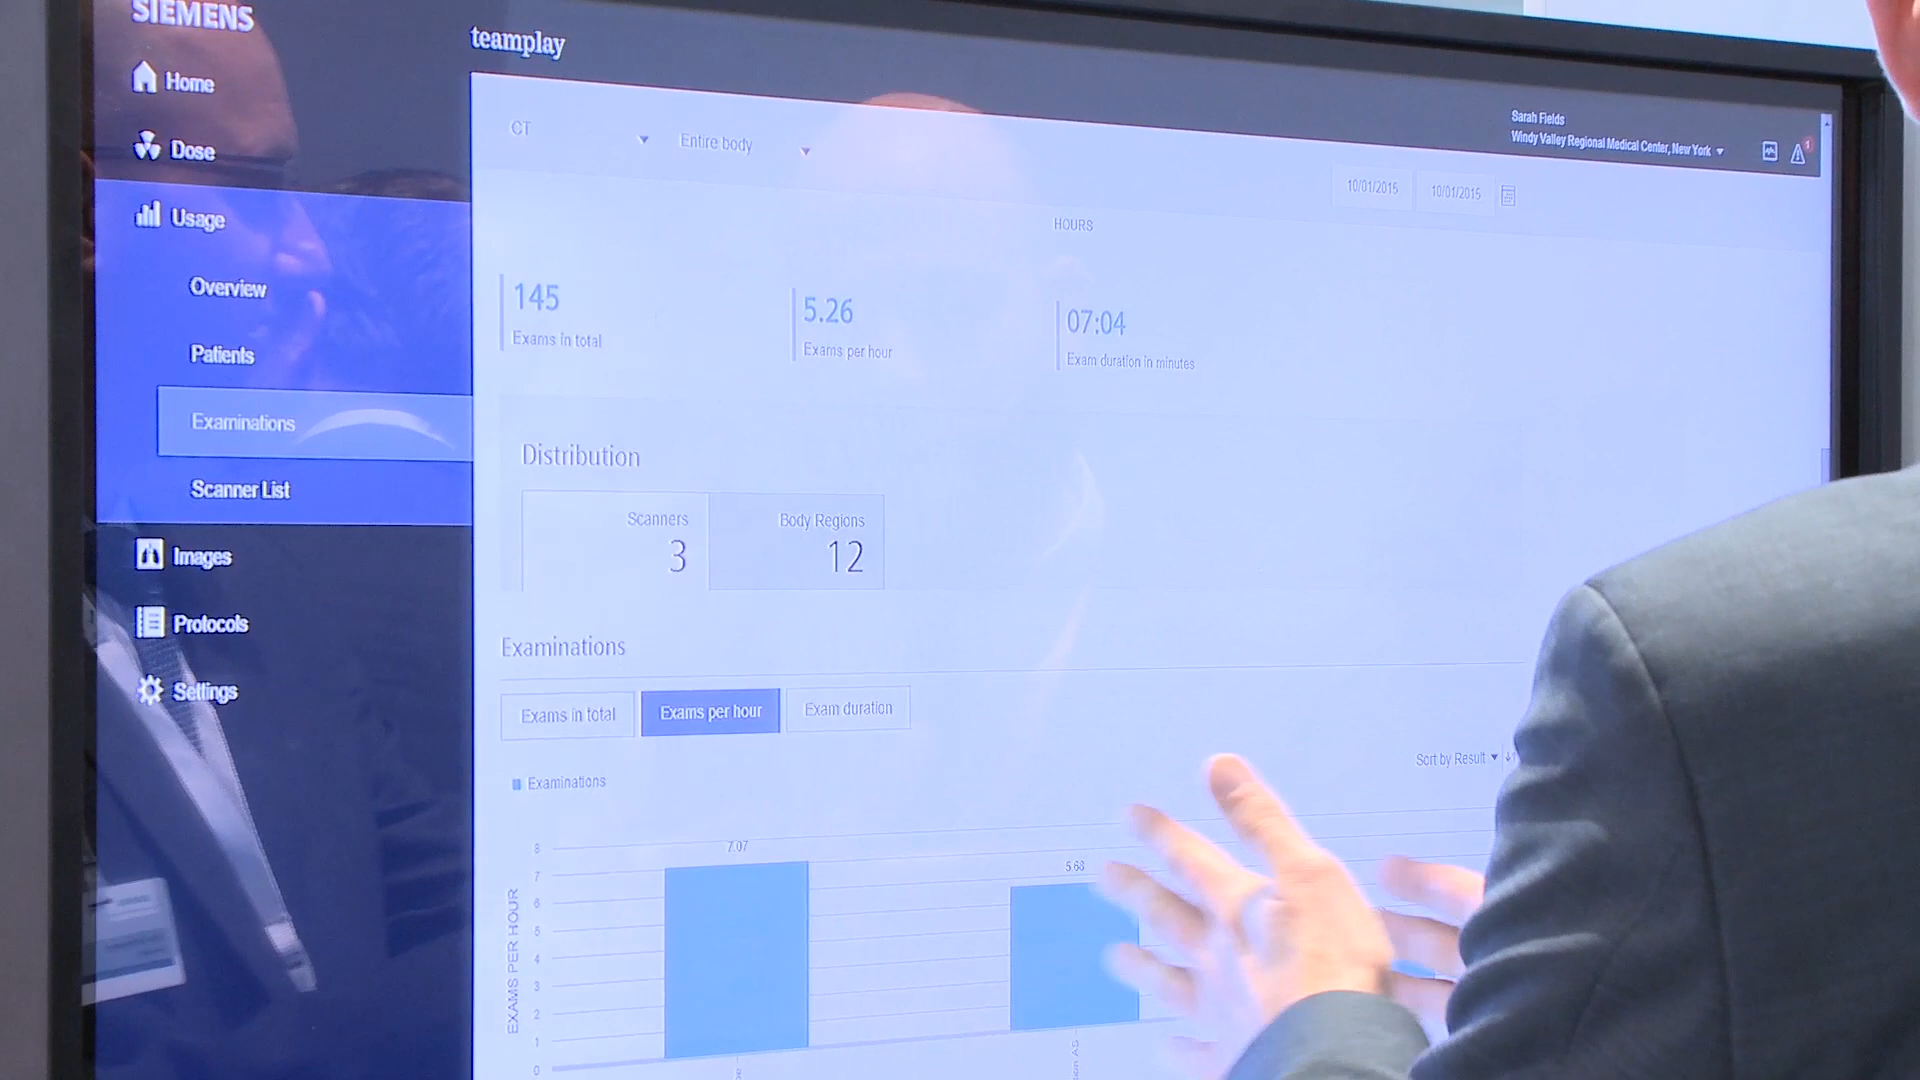 SIEMENS
teamplay
Home
Dose
Usage
Overview
Patients
Examinations
Scanner List
Images
Protocols
Settings
Sarah Fields
Windy Valley Regional Medical Center, New York
1
CT
Entire body
10/01/2015
10/01/2015
HOURS
145
Exams in total
5.26
Exams per hour
07:04
Exam duration in minutes
Distribution
Scanners
3
Body Regions
12
Examinations
Exams in total
Exams per hour
Exam duration
Sort by Result
Examinations
EXAMS PER HOUR
8
7
6
5
4
3
2
1
0
7.07
5.68
AS